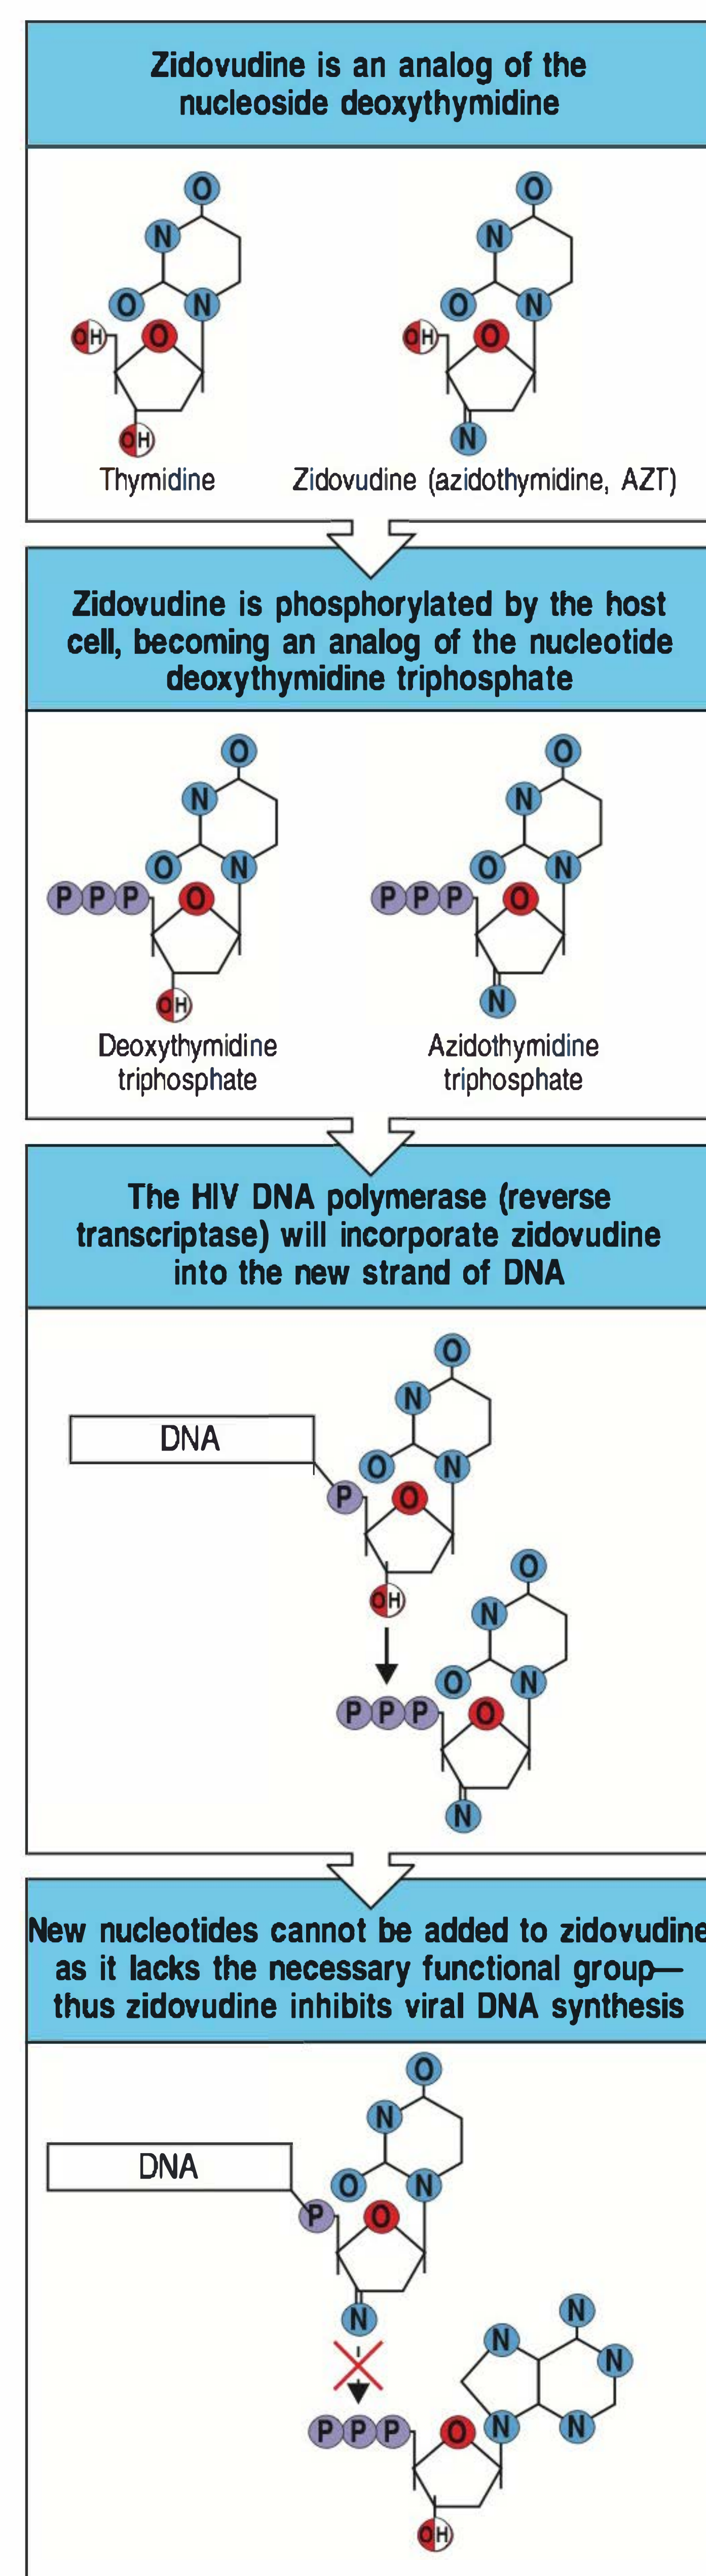 Zidovudine is an analog of the
nucleoside deoxythymidine
O
O
N
N
O
N
O
N
OH
O
OH
O
OH
N
Thymidine
Zidovudine (azidothymidine, AZT)
Zidovudine is phosphorylated by the host
cell, becoming an analog of the nucleotide
deoxythymidine triphosphate
O
O
N
N
O
N
O
N
P P P
O
P P P
O
OH
N
Deoxythymidine
triphosphate
Azidothymidine
triphosphate
The HIV DNA polymerase (reverse
transcriptase) will incorporate zidovudine
into the new strand of DNA
O
N
DNA
O
N
P
O
O
OH
N
O
N
P P P
O
N
New nucleotides cannot be added to zidovudine
as it lacks the necessary functional group—
thus zidovudine inhibits viral DNA synthesis
O
N
DNA
O
N
P
O
N
N
N
N
P P P
O
N
N
OH